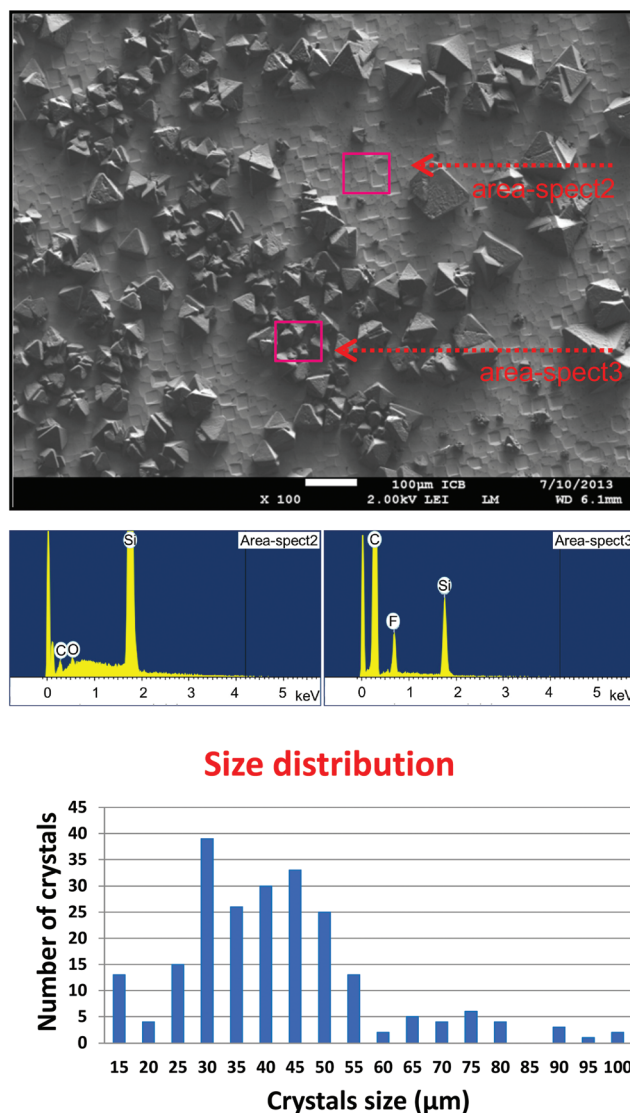 area-spect2
area-spect3
100µm ICB 7/10/2013
X 100 2.00kV LEI LM WD 6.1mm
Si Area-spect2
C O
0 1 2 3 4 5 keV
C Area-spect3
Si
F
0 1 2 3 4 5 keV
Size distribution
Number of crystals
45
40
35
30
25
20
15
10
5
0
15 20 25 30 35 40 45 50 55 60 65 70 75 80 85 90 95 100
Crystals size (µm)